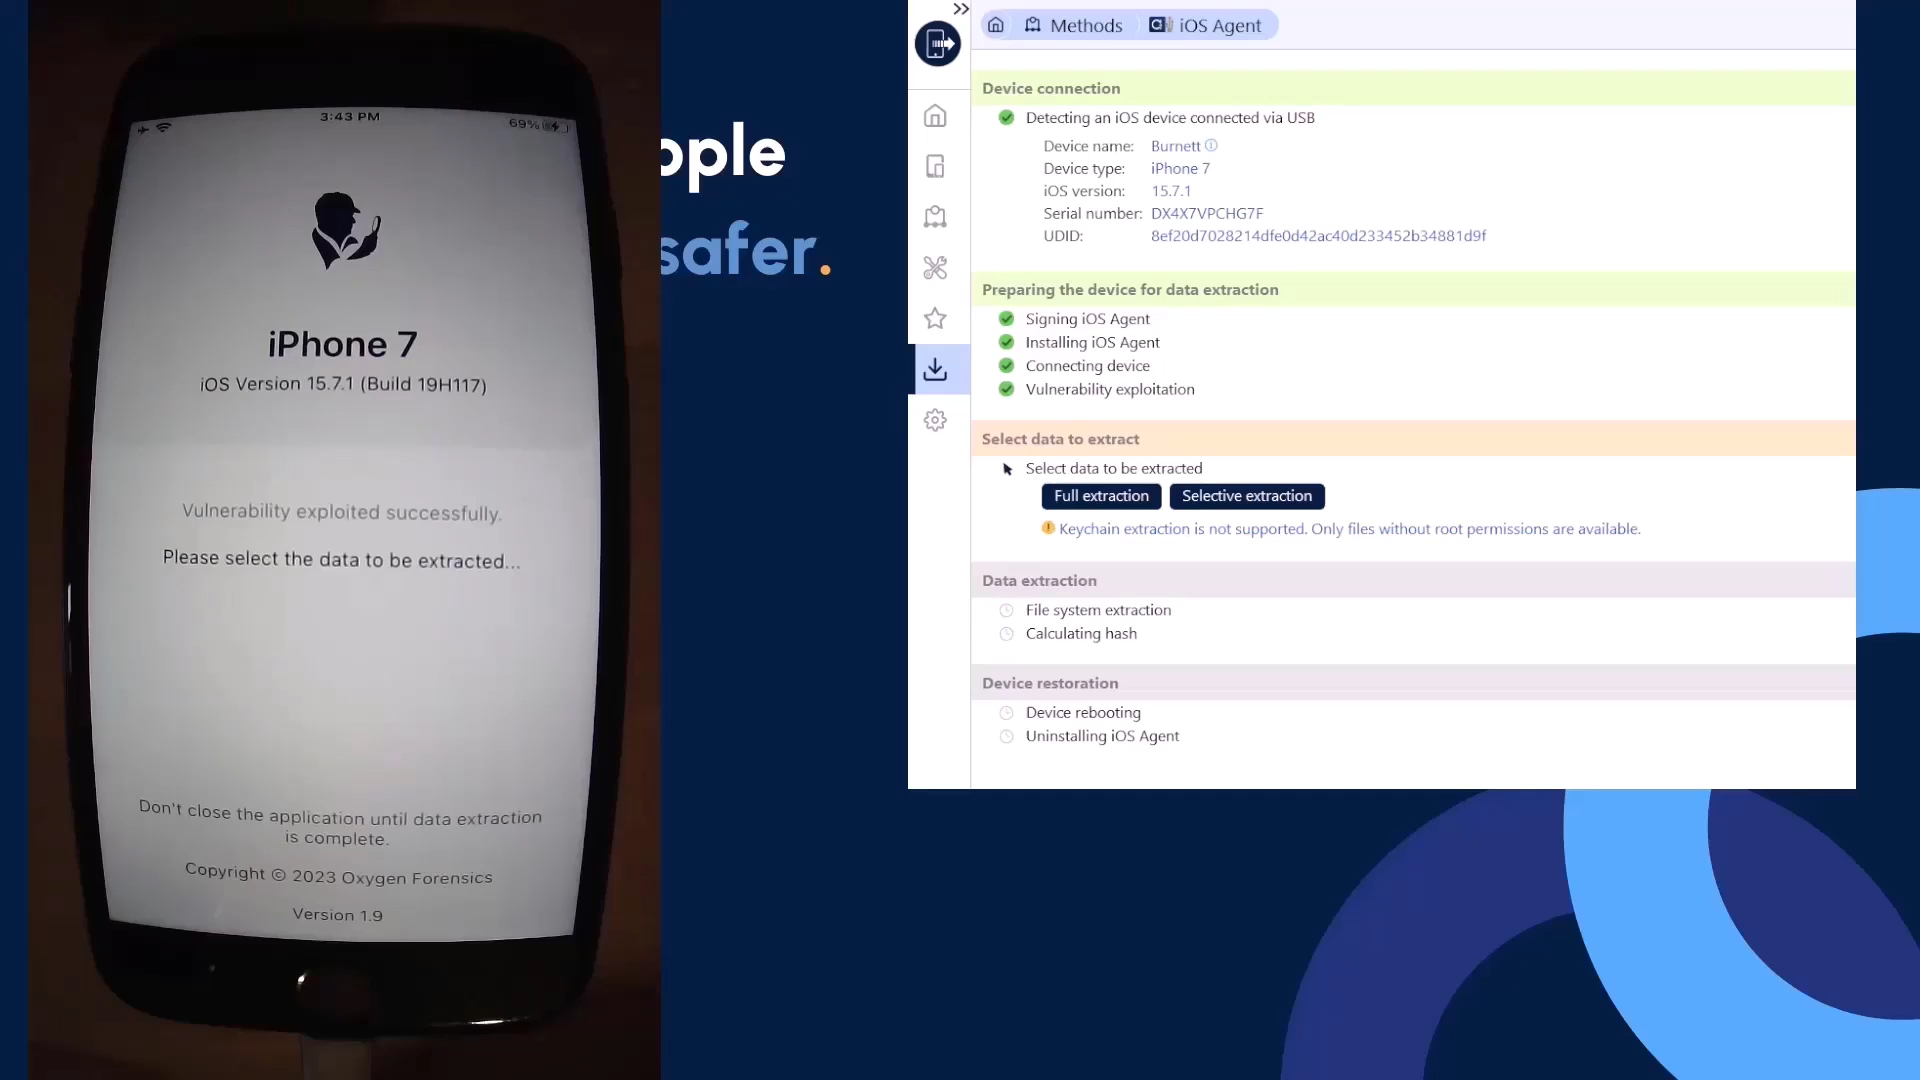 3:43 PM
69%
iPhone 7
iOS Version 15.7.1 (Build 19H117)
Vulnerability exploited successfully.
Please select the data to be extracted...
Don't close the application until data extraction
is complete.
Copyright © 2023 Oxygen Forensics
Version 1.9
ople
safer.
>>
Methods
iOS Agent
Device connection
Detecting an iOS device connected via USB
Device name: Burnett
Device type: iPhone 7
iOS version: 15.7.1
Serial number: DX4X7VPCHG7F
UDID: 8ef20d7028214dfe0d42ac40d233452b34881d9f
Preparing the device for data extraction
Signing iOS Agent
Installing iOS Agent
Connecting device
Vulnerability exploitation
Select data to extract
Select data to be extracted
Full extraction Selective extraction
Keychain extraction is not supported. Only files without root permissions are available.
Data extraction
File system extraction
Calculating hash
Device restoration
Device rebooting
Uninstalling iOS Agent